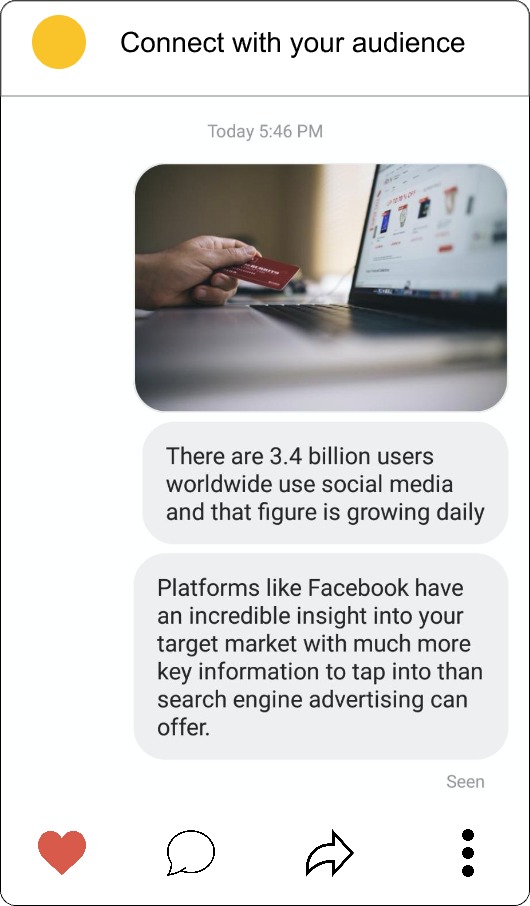 Connect with your audience
Today 5:46 PM
There are 3.4 billion users
worldwide use social media
and that figure is growing daily
Platforms like Facebook have
an incredible insight into your
target market with much more
key information to tap into than
search engine advertising can
offer.
Seen